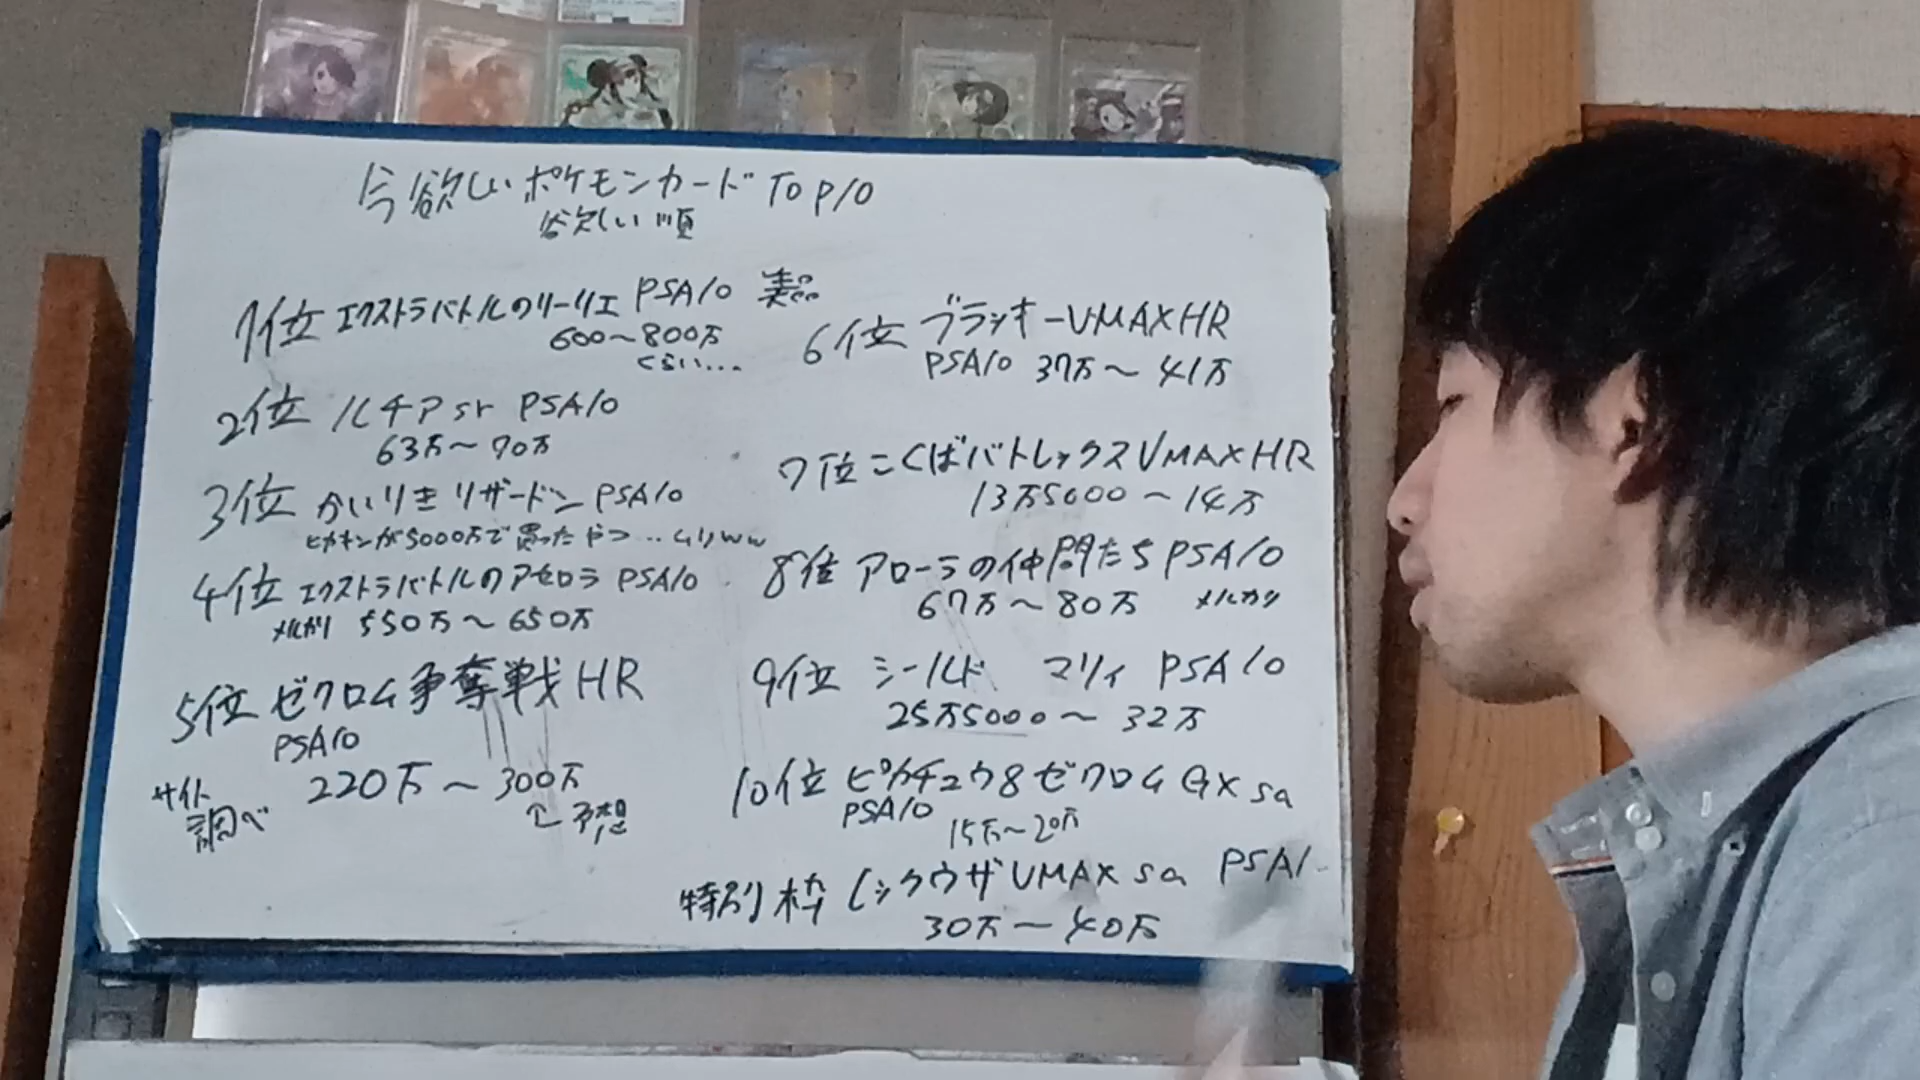 今欲しいポケモンカードTOP10
欲しい順
1位 エクストラバトルのリーリエ PSA10 美品
600〜800万
くらい...
2位 ルチアsr PSA10
63万〜70万
3位 かいりきリザードン PSA10
ヒカキンが5000万で買ったやつ...ムリww
4位 エクストラバトルのアセロラ PSA10
メルカリ 550万〜650万
5位 ゼクロム争奪戦HR
PSA10
サイト調べ 220万〜300万
↑予想
6位 ブラッキーVMAXHR
PSA10 37万〜41万
7位 こくばバドレックスVMAXHR
13万5000〜14万
8位 アローラの仲間たち PSA10
67万〜80万 メルカリ
9位 シールド マリィ PSA10
25万5000〜32万
10位 ピカチュウ&ゼクロムGXsa
PSA10
15万〜20万
特別枠 レックウザVMAXsa
30万〜40万